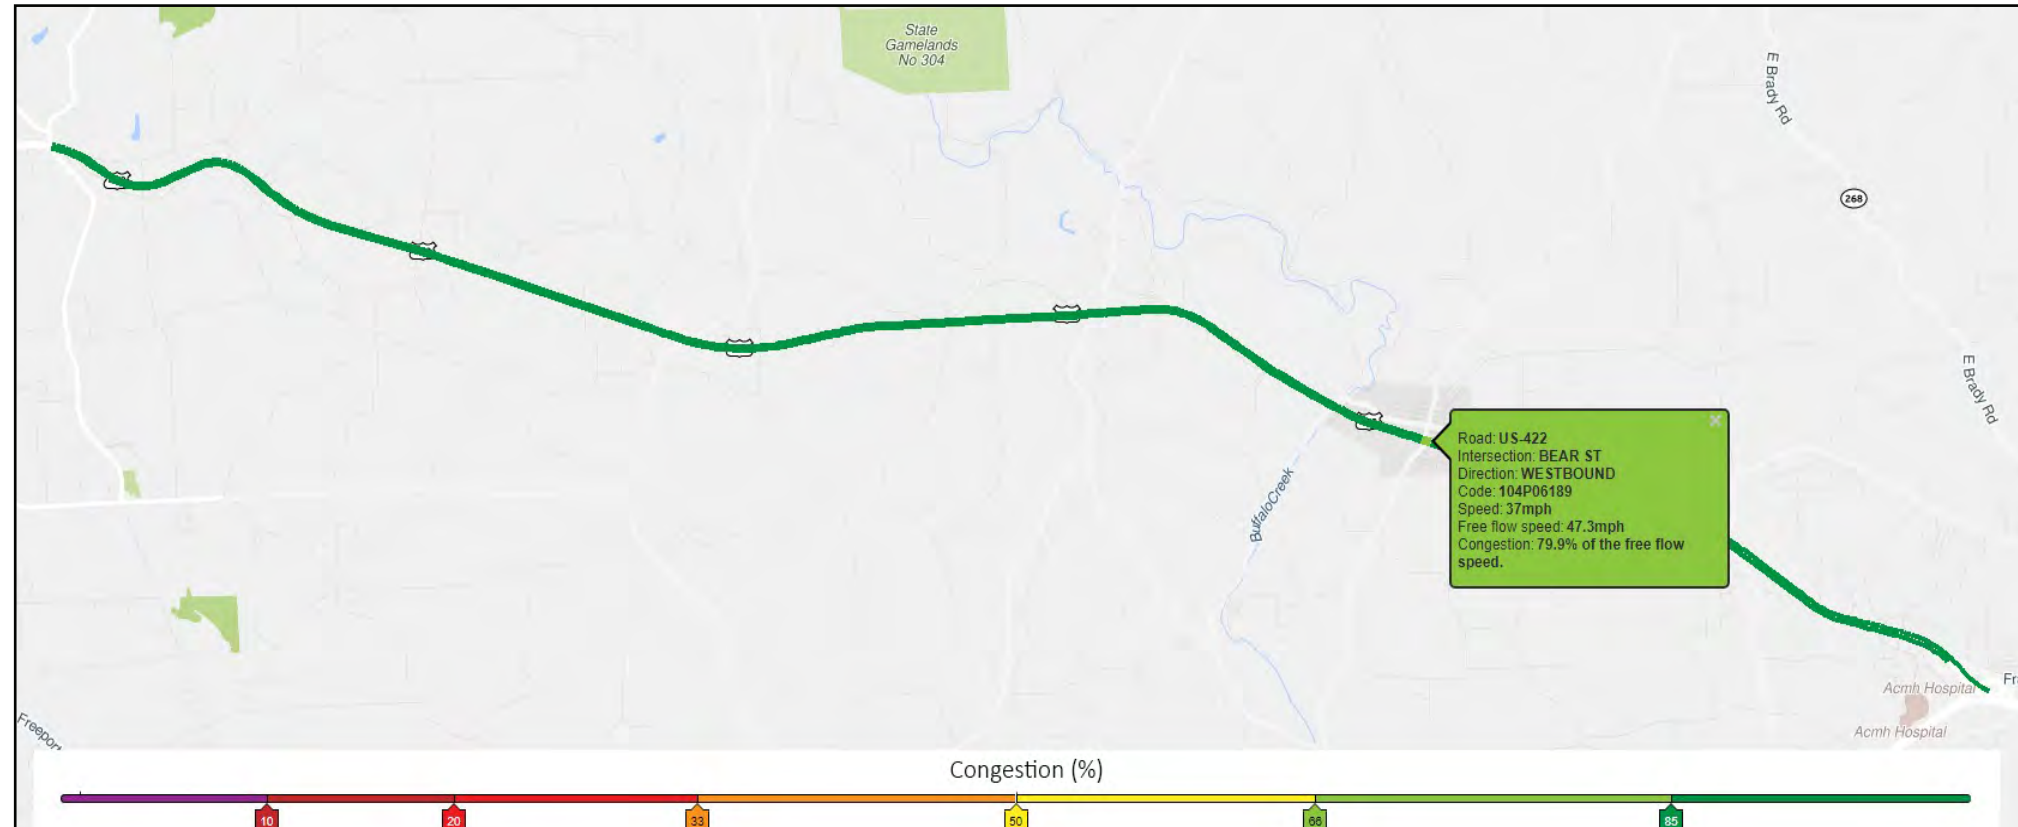 State
Gamelands
No 304
E Brady Rd
268
E Brady Rd
Road: US-422
Intersection: BEAR ST
Direction: WESTBOUND
Code: 104P06189
Speed: 37mph
Free flow speed: 47.3mph
Congestion: 79.9% of the free flow
speed.
BuffaloCreek
Fr
Acmh Hospital
Acmh Hospital
Freeport
Congestion (%)
10 20 33 50 66 85